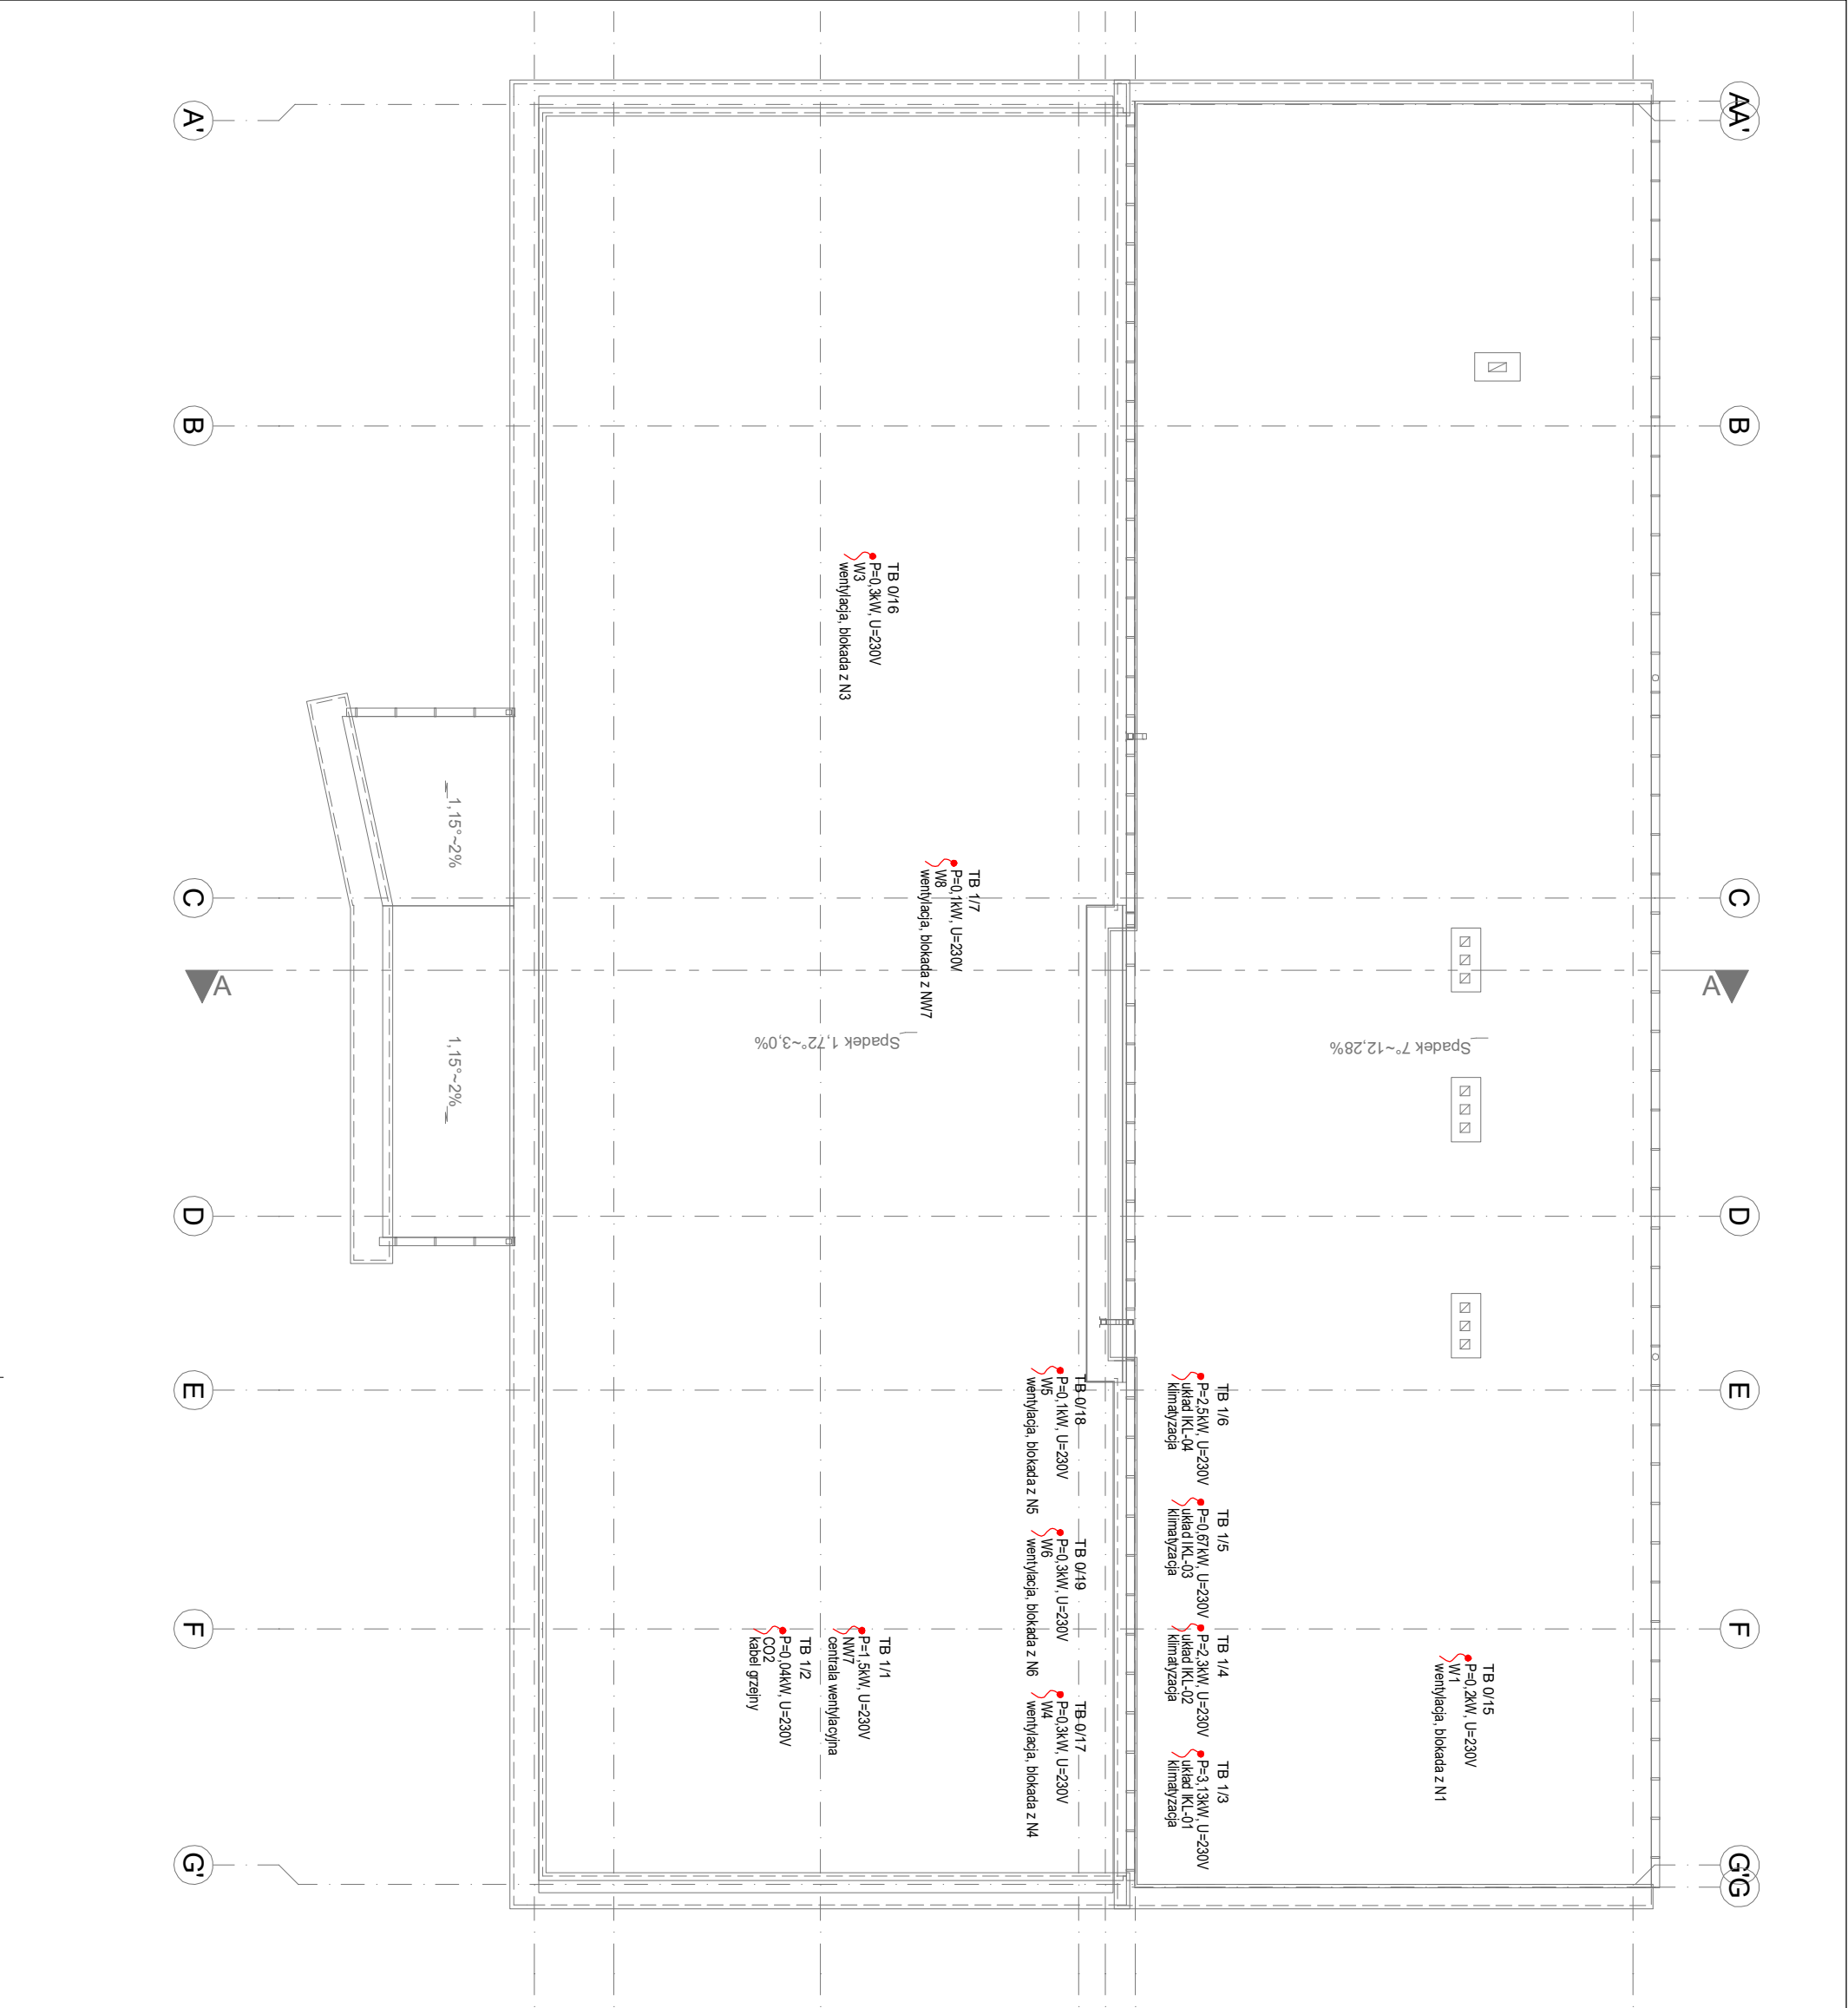 A
A'
B
C
D
E
F
G'
G
A'
B
C
D
E
F
G'
A
A
TB 0/16
P=0,3kW, U=230V
W3
wentylacja, blokada z N3
TB 1/7
P=0,1kW, U=230V
W8
wentylacja, blokada z NW7
Spadek 1,72°~3,0%
Spadek 7°~12,28%
1,15°~2%
1,15°~2%
TB 0/18
P=0,1kW, U=230V
W5
wentylacja, blokada z N5
TB 0/19
P=0,3kW, U=230V
W6
wentylacja, blokada z N6
TB 0/17
P=0,3kW, U=230V
W4
wentylacja, blokada z N4
TB 1/6
P=2,5kW, U=230V
układ IKL-04
klimatyzacja
TB 1/5
P=0,67kW, U=230V
układ IKL-03
klimatyzacja
TB 1/4
P=2,3kW, U=230V
układ IKL-02
klimatyzacja
TB 1/3
P=3,13kW, U=230V
układ IKL-01
klimatyzacja
TB 0/15
P=0,2kW, U=230V
W1
wentylacja, blokada z N1
TB 1/1
P=1,5kW, U=230V
NW7
centrala wentylacyjna
TB 1/2
P=0,04kW, U=230V
CO2
kabel grzejny